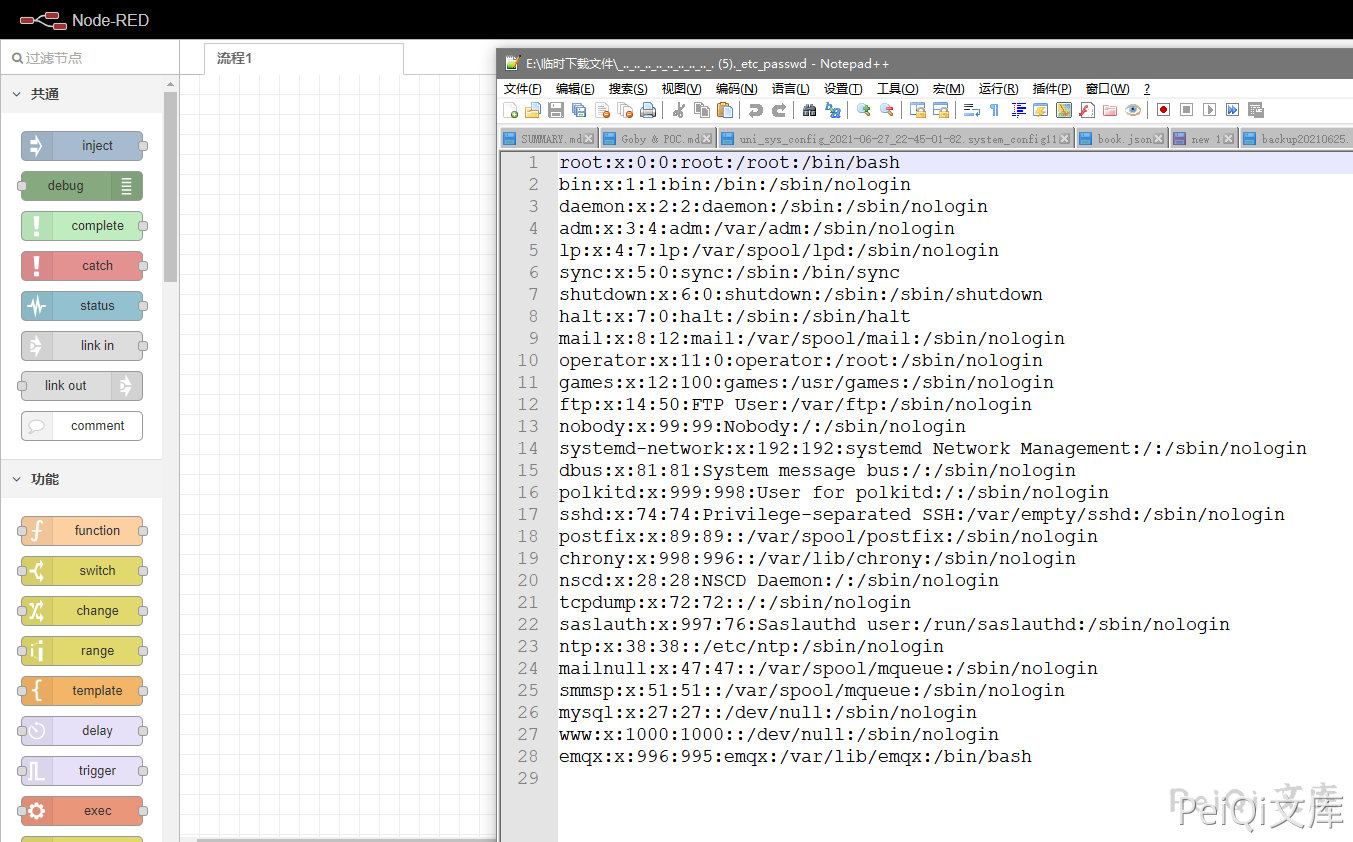 Node-RED
过滤节点
流程1
共通
inject
debug
complete
catch
status
link in
link out
comment
功能
function
switch
change
range
template
delay
trigger
exec
E:\临时下载文件\_.._.._.._.._.._.._.._. (5)._etc_passwd - Notepad++
文件(F) 编辑(E) 搜索(S) 视图(V) 编码(N) 语言(L) 设置(T) 工具(O) 宏(M) 运行(R) 插件(P) 窗口(W) ?
SUMMARY.md Goby & POC.md uni_sys_config_2021-06-27_22-45-01-82.system_config11 book.json new 1 backup20210625.
1 root:x:0:0:root:/root:/bin/bash
2 bin:x:1:1:bin:/bin:/sbin/nologin
3 daemon:x:2:2:daemon:/sbin:/sbin/nologin
4 adm:x:3:4:adm:/var/adm:/sbin/nologin
5 lp:x:4:7:lp:/var/spool/lpd:/sbin/nologin
6 sync:x:5:0:sync:/sbin:/bin/sync
7 shutdown:x:6:0:shutdown:/sbin:/sbin/shutdown
8 halt:x:7:0:halt:/sbin:/sbin/halt
9 mail:x:8:12:mail:/var/spool/mail:/sbin/nologin
10 operator:x:11:0:operator:/root:/sbin/nologin
11 games:x:12:100:games:/usr/games:/sbin/nologin
12 ftp:x:14:50:FTP User:/var/ftp:/sbin/nologin
13 nobody:x:99:99:Nobody:/:/sbin/nologin
14 systemd-network:x:192:192:systemd Network Management:/:/sbin/nologin
15 dbus:x:81:81:System message bus:/:/sbin/nologin
16 polkitd:x:999:998:User for polkitd:/:/sbin/nologin
17 sshd:x:74:74:Privilege-separated SSH:/var/empty/sshd:/sbin/nologin
18 postfix:x:89:89::/var/spool/postfix:/sbin/nologin
19 chrony:x:998:996::/var/lib/chrony:/sbin/nologin
20 nscd:x:28:28:NSCD Daemon:/:/sbin/nologin
21 tcpdump:x:72:72::/:/sbin/nologin
22 saslauth:x:997:76:Saslauthd user:/run/saslauthd:/sbin/nologin
23 ntp:x:38:38::/etc/ntp:/sbin/nologin
24 mailnull:x:47:47::/var/spool/mqueue:/sbin/nologin
25 smmsp:x:51:51::/var/spool/mqueue:/sbin/nologin
26 mysql:x:27:27::/dev/null:/sbin/nologin
27 www:x:1000:1000::/dev/null:/sbin/nologin
28 emqx:x:996:995:emqx:/var/lib/emqx:/bin/bash
29
PeiQi文库
PeiQi文库